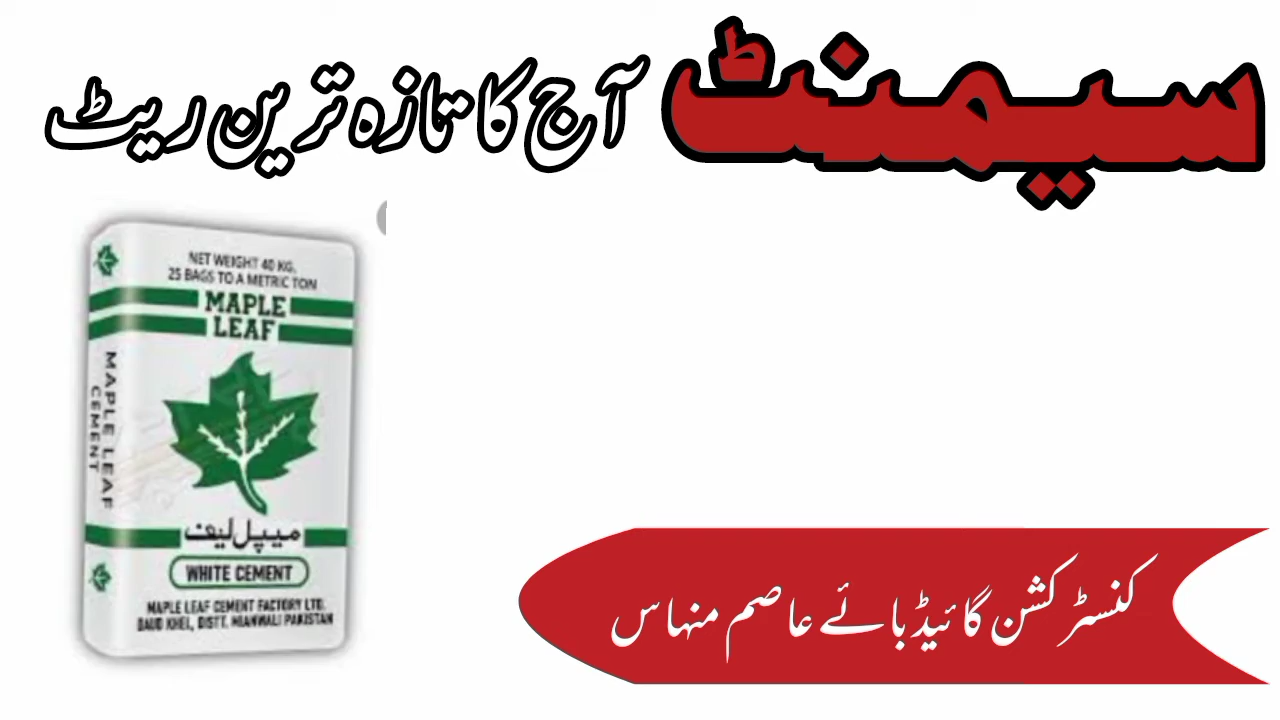 سیمنٹ آج کا تازہ ترین ریٹ
NET WEIGHT 40 KG,
25 BAGS TO A METRIC TON
MAPLE
LEAF
MAPLE LEAF
CEMENT
میپل لیف
WHITE CEMENT
MAPLE LEAF CEMENT FACTORY LTD.
DAUD KHEL, DISTT. MIANWALI PAKISTAN
کنسٹرکشن گائیڈ بائے عاصم منہاس